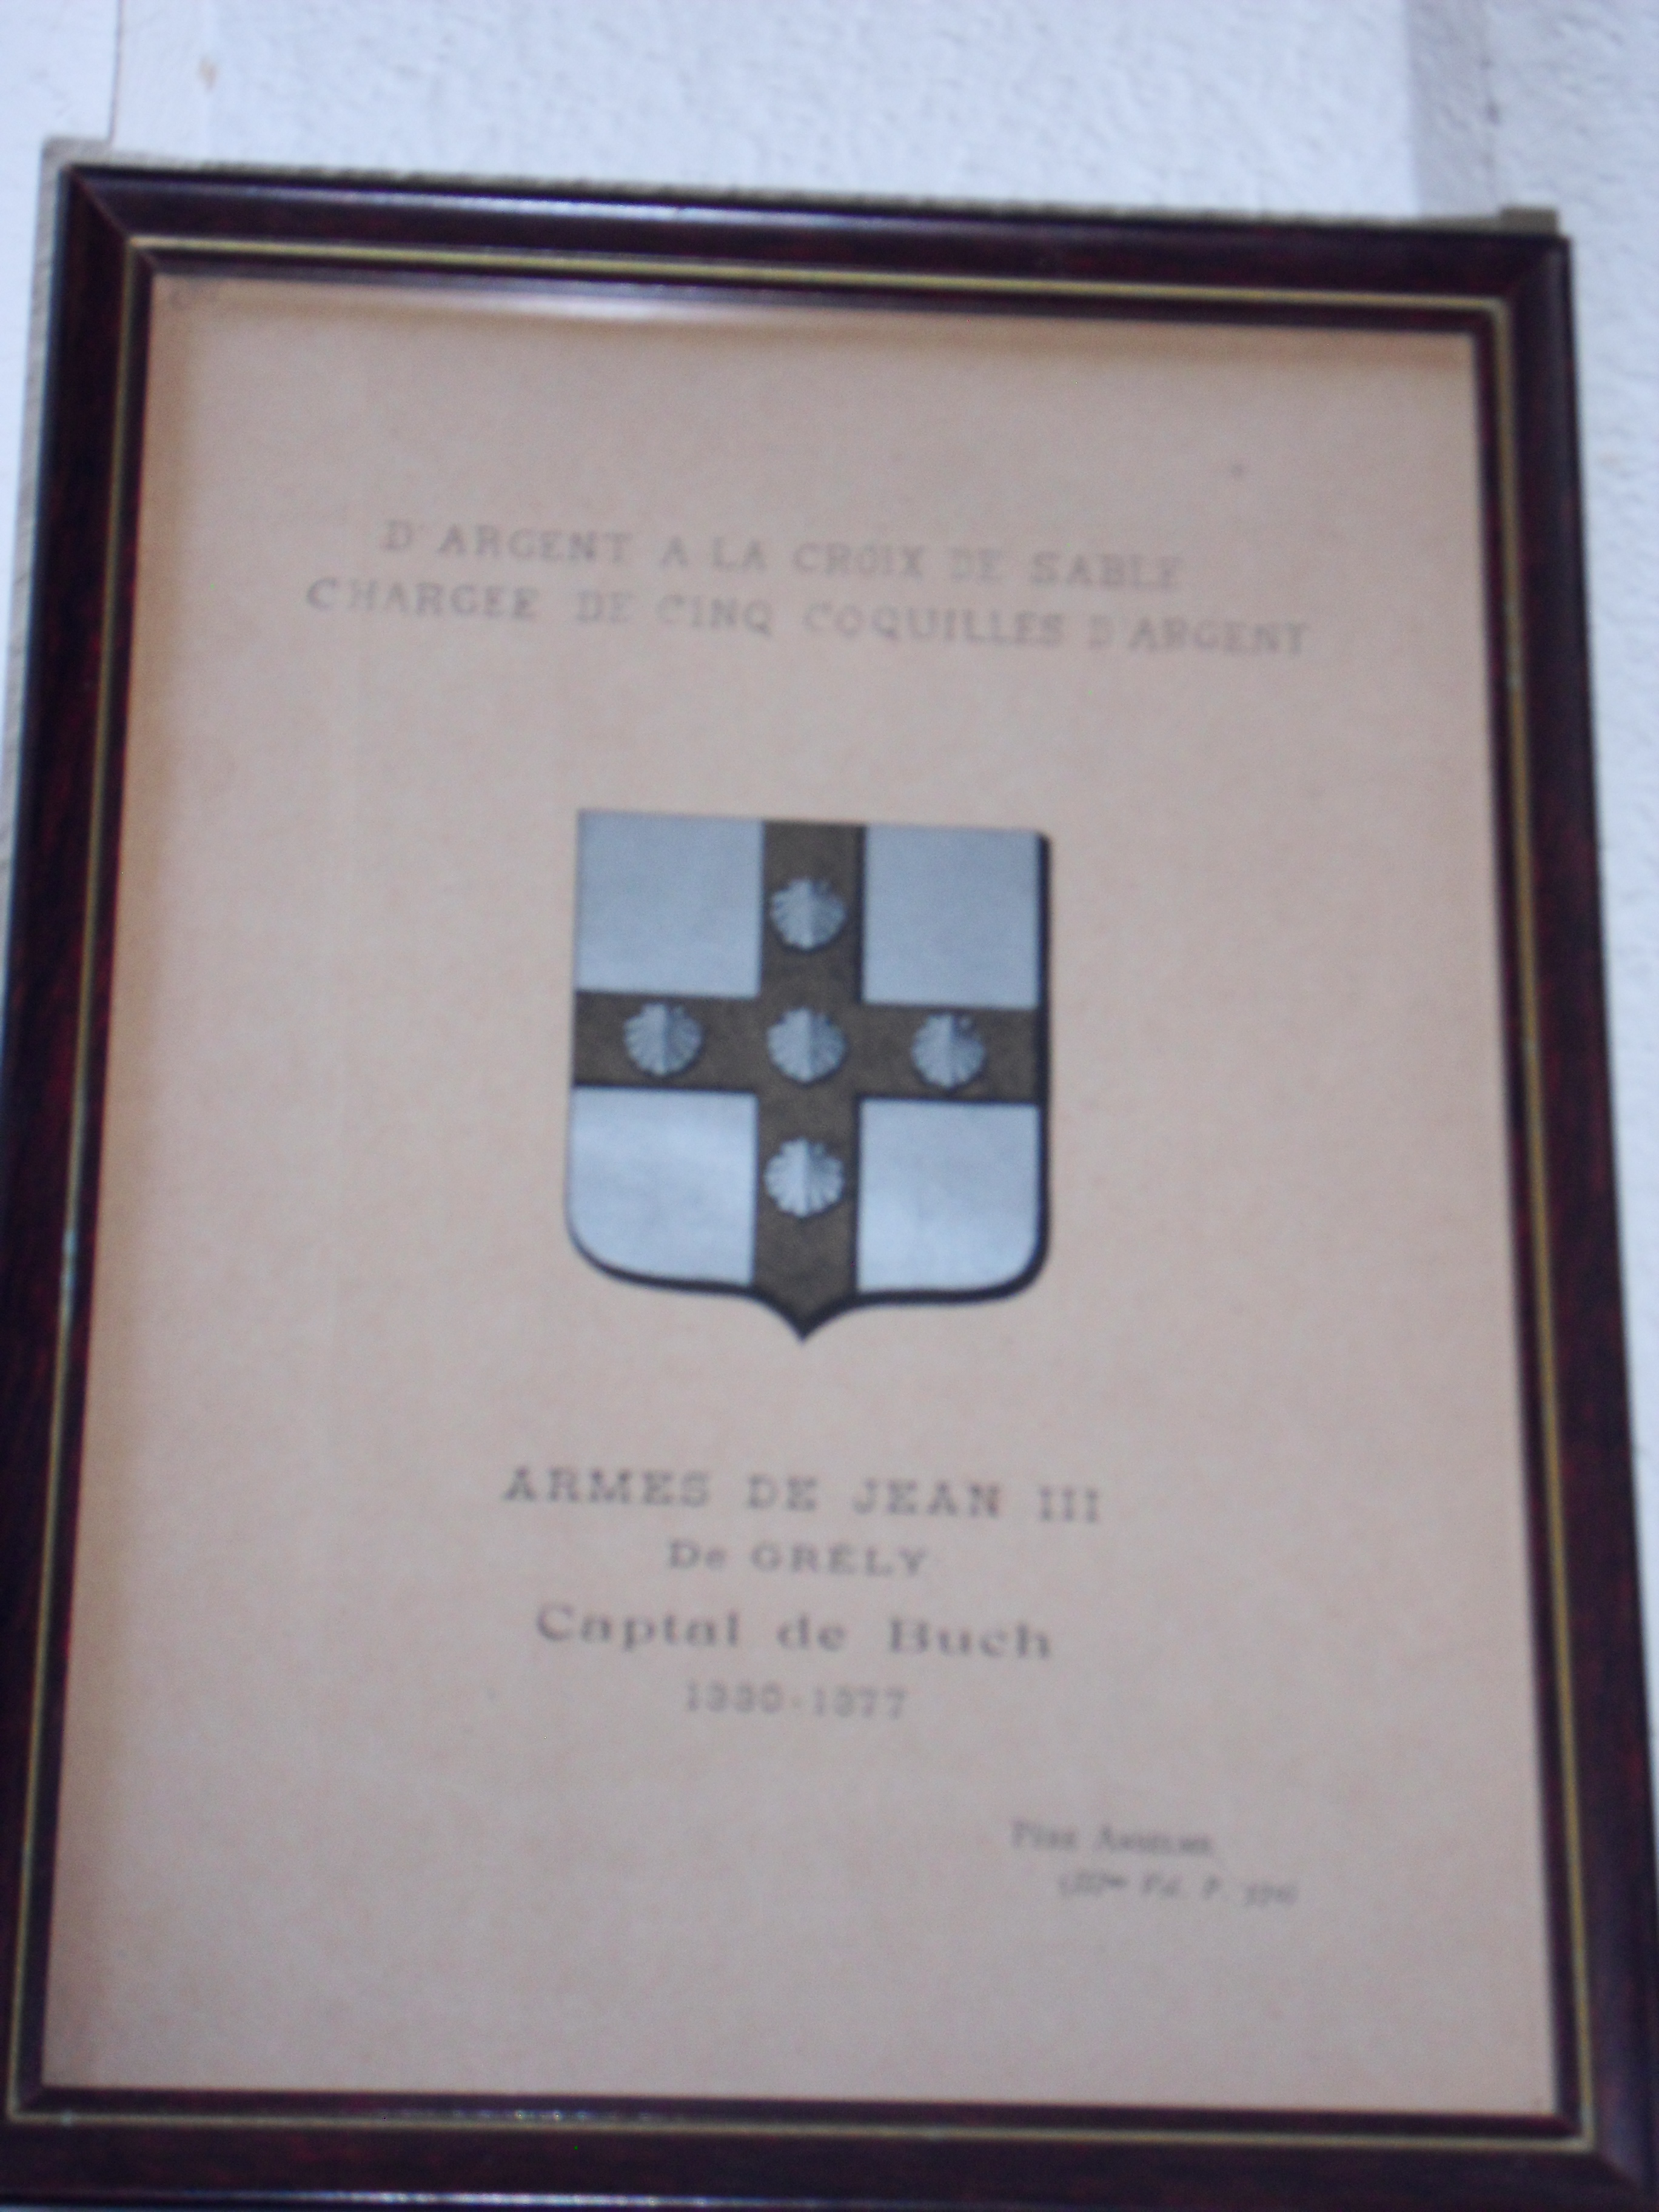 D'ARGENT A LA CROIX DE SABLE
CHARGEE DE CINQ COQUILLES D'ARGENT
ARMES DE JEAN III
De GRÉLY
Captal de Buch
1330-1377